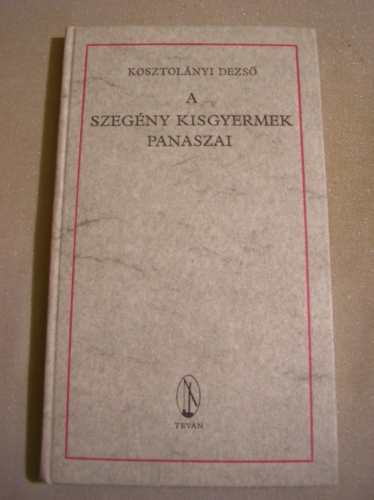 KOSZTOLÁNYI DEZSŐ
A
SZEGÉNY KISGYERMEK
PANASZAI
TEVAN